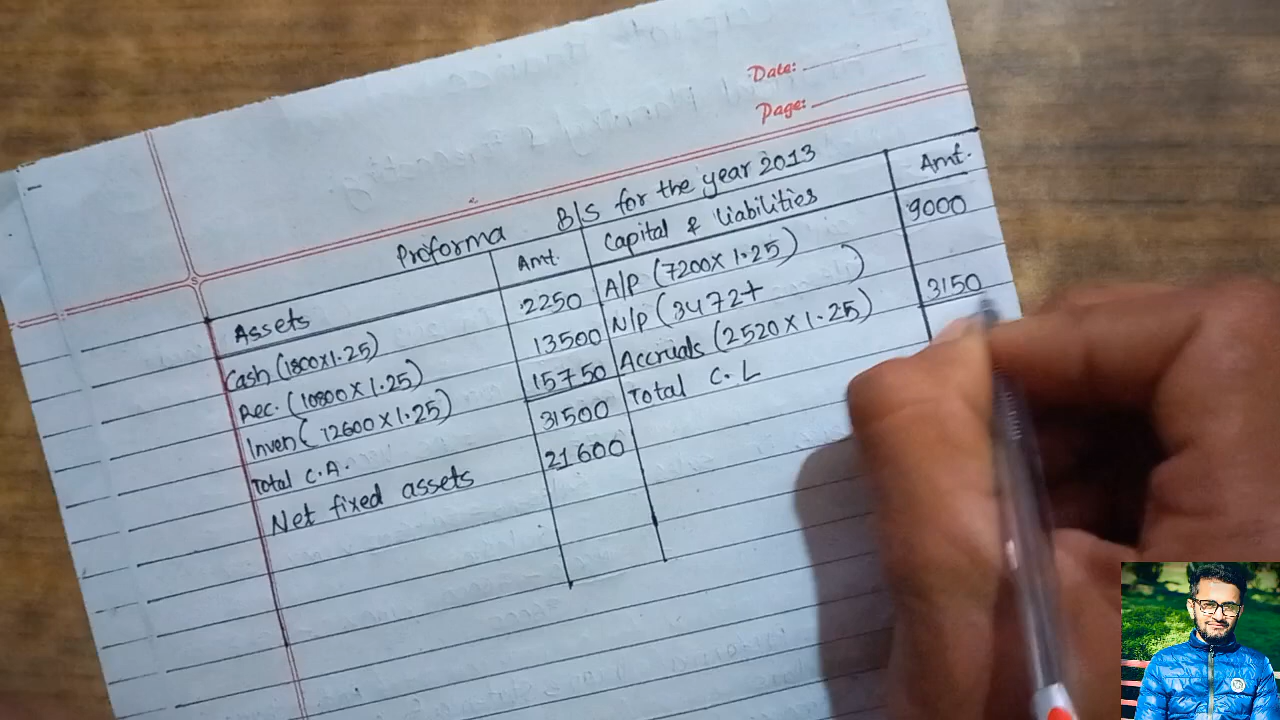 Date:
Page:
Proforma B/S for the year 2013
Assets Amt. Capital & liabilities Amt.
Cash (1800×1.25) 2250 A/P (7200×1.25) 9000
Rec. (10800×1.25) 13500 N/P (3472+ )
Inven (12600×1.25) 15750 Accruals (2520×1.25) 3150
Total C.A. 31500 Total C.L
Net fixed assets 21600